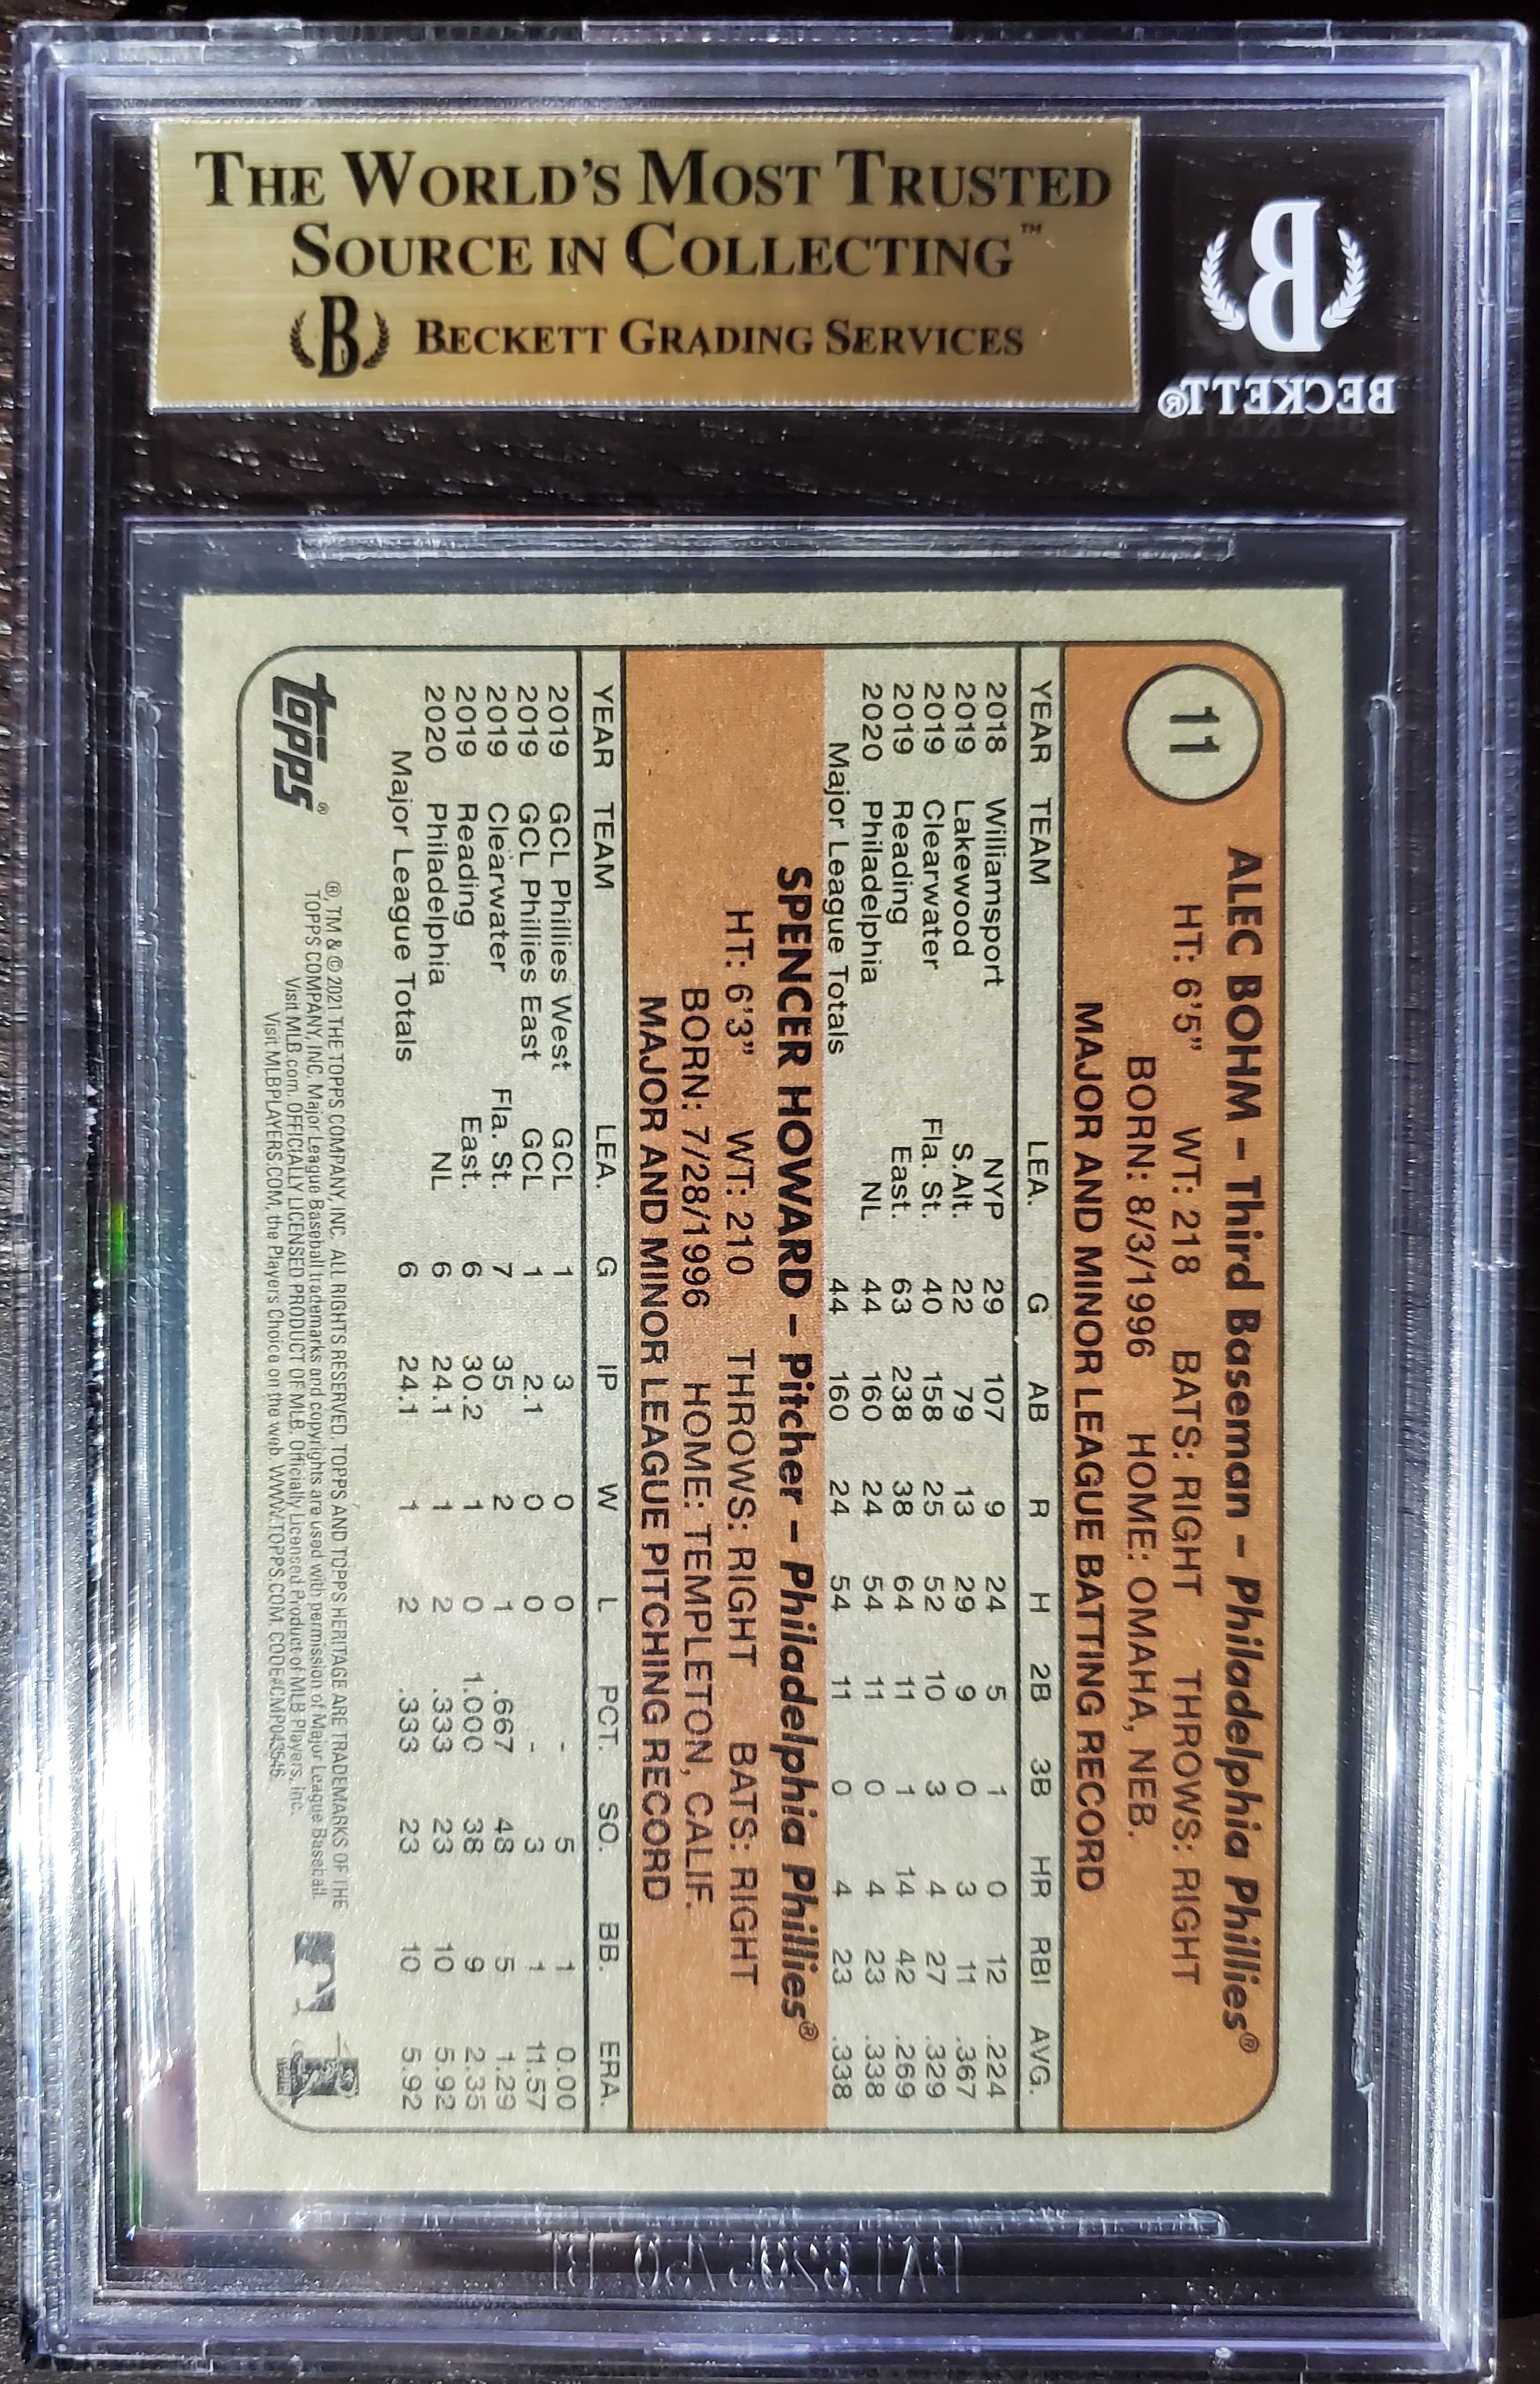 THE WORLD'S MOST TRUSTED
SOURCE IN COLLECTING™
B BECKETT GRADING SERVICES
B
BECKETT®
11
ALEC BOHM – Third Baseman – Philadelphia Phillies®
HT: 6'5" WT: 218 BATS: RIGHT THROWS: RIGHT
BORN: 8/3/1996 HOME: OMAHA, NEB.
MAJOR AND MINOR LEAGUE BATTING RECORD
YEAR TEAM LEA. G AB R H 2B 3B HR RBI AVG.
2018 Williamsport NYP 29 107 9 24 5 1 0 12 .224
2019 Lakewood S.Alt. 22 79 13 29 9 0 3 11 .367
2019 Clearwater Fla. St. 40 158 25 52 10 3 4 27 .329
2019 Reading East. 63 238 38 64 11 1 14 42 .269
2020 Philadelphia NL 44 160 24 54 11 0 4 23 .338
Major League Totals 44 160 24 54 11 0 4 23 .338
SPENCER HOWARD – Pitcher – Philadelphia Phillies®
HT: 6'3" WT: 210 THROWS: RIGHT BATS: RIGHT
BORN: 7/28/1996 HOME: TEMPLETON, CALIF.
MAJOR AND MINOR LEAGUE PITCHING RECORD
YEAR TEAM LEA. G IP W L PCT. SO. BB. ERA.
2019 GCL Phillies West GCL 1 3 0 0 - 5 1 0.00
2019 GCL Phillies East GCL 1 2.1 0 0 - 3 1 11.57
2019 Clearwater Fla. St. 7 35 2 1 .667 48 5 1.29
2019 Reading East. 6 30.2 1 0 1.000 38 9 2.35
2020 Philadelphia NL 6 24.1 1 2 .333 23 10 5.92
Major League Totals 6 24.1 1 2 .333 23 10 5.92
topps®
®, TM & © 2021 THE TOPPS COMPANY, INC. ALL RIGHTS RESERVED. TOPPS AND TOPPS HERITAGE ARE TRADEMARKS OF THE
TOPPS COMPANY, INC. Major League Baseball trademarks and copyrights are used with permission of Major League Baseball.
Visit MLB.com. OFFICIALLY LICENSED PRODUCT OF MLB. Officially Licensed Product of MLB Players, Inc.
Visit MLBPLAYERS.COM, the Players Choice on the web. WWW.TOPPS.COM. CODE#CMP043546